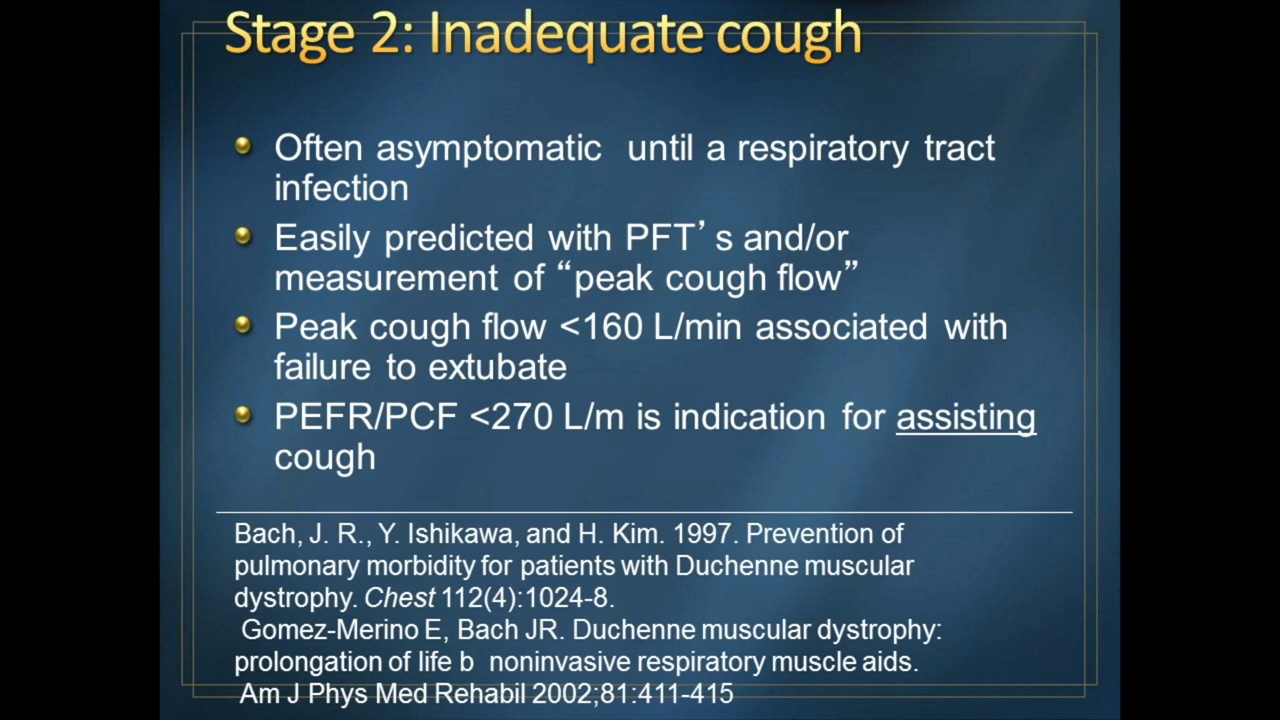 Stage 2: Inadequate cough
Often asymptomatic until a respiratory tract
infection
Easily predicted with PFT’s and/or
measurement of “peak cough flow”
Peak cough flow <160 L/min associated with
failure to extubate
PEFR/PCF <270 L/m is indication for assisting
cough
Bach, J. R., Y. Ishikawa, and H. Kim. 1997. Prevention of
pulmonary morbidity for patients with Duchenne muscular
dystrophy. Chest 112(4):1024-8.
Gomez-Merino E, Bach JR. Duchenne muscular dystrophy:
prolongation of life b noninvasive respiratory muscle aids.
Am J Phys Med Rehabil 2002;81:411-415